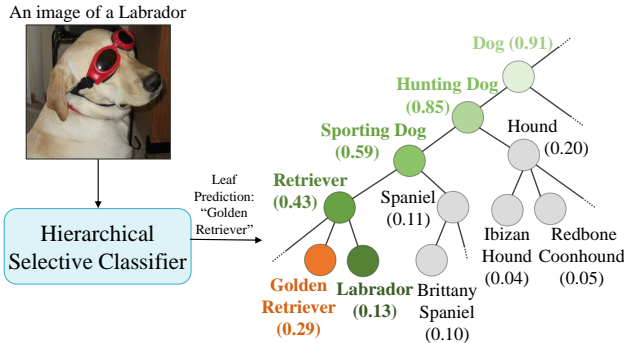 An image of a Labrador
Dog (0.91)
Hunting Dog
(0.85)
Hound
(0.20)
Sporting Dog
(0.59)
Leaf
Prediction:
"Golden
Retriever"
Retriever
(0.43)
Spaniel
(0.11)
Hierarchical
Selective Classifier
Ibizan
Hound
(0.04)
Redbone
Coonhound
(0.05)
Golden
Retriever
(0.29)
Labrador
(0.13)
Brittany
Spaniel
(0.10)